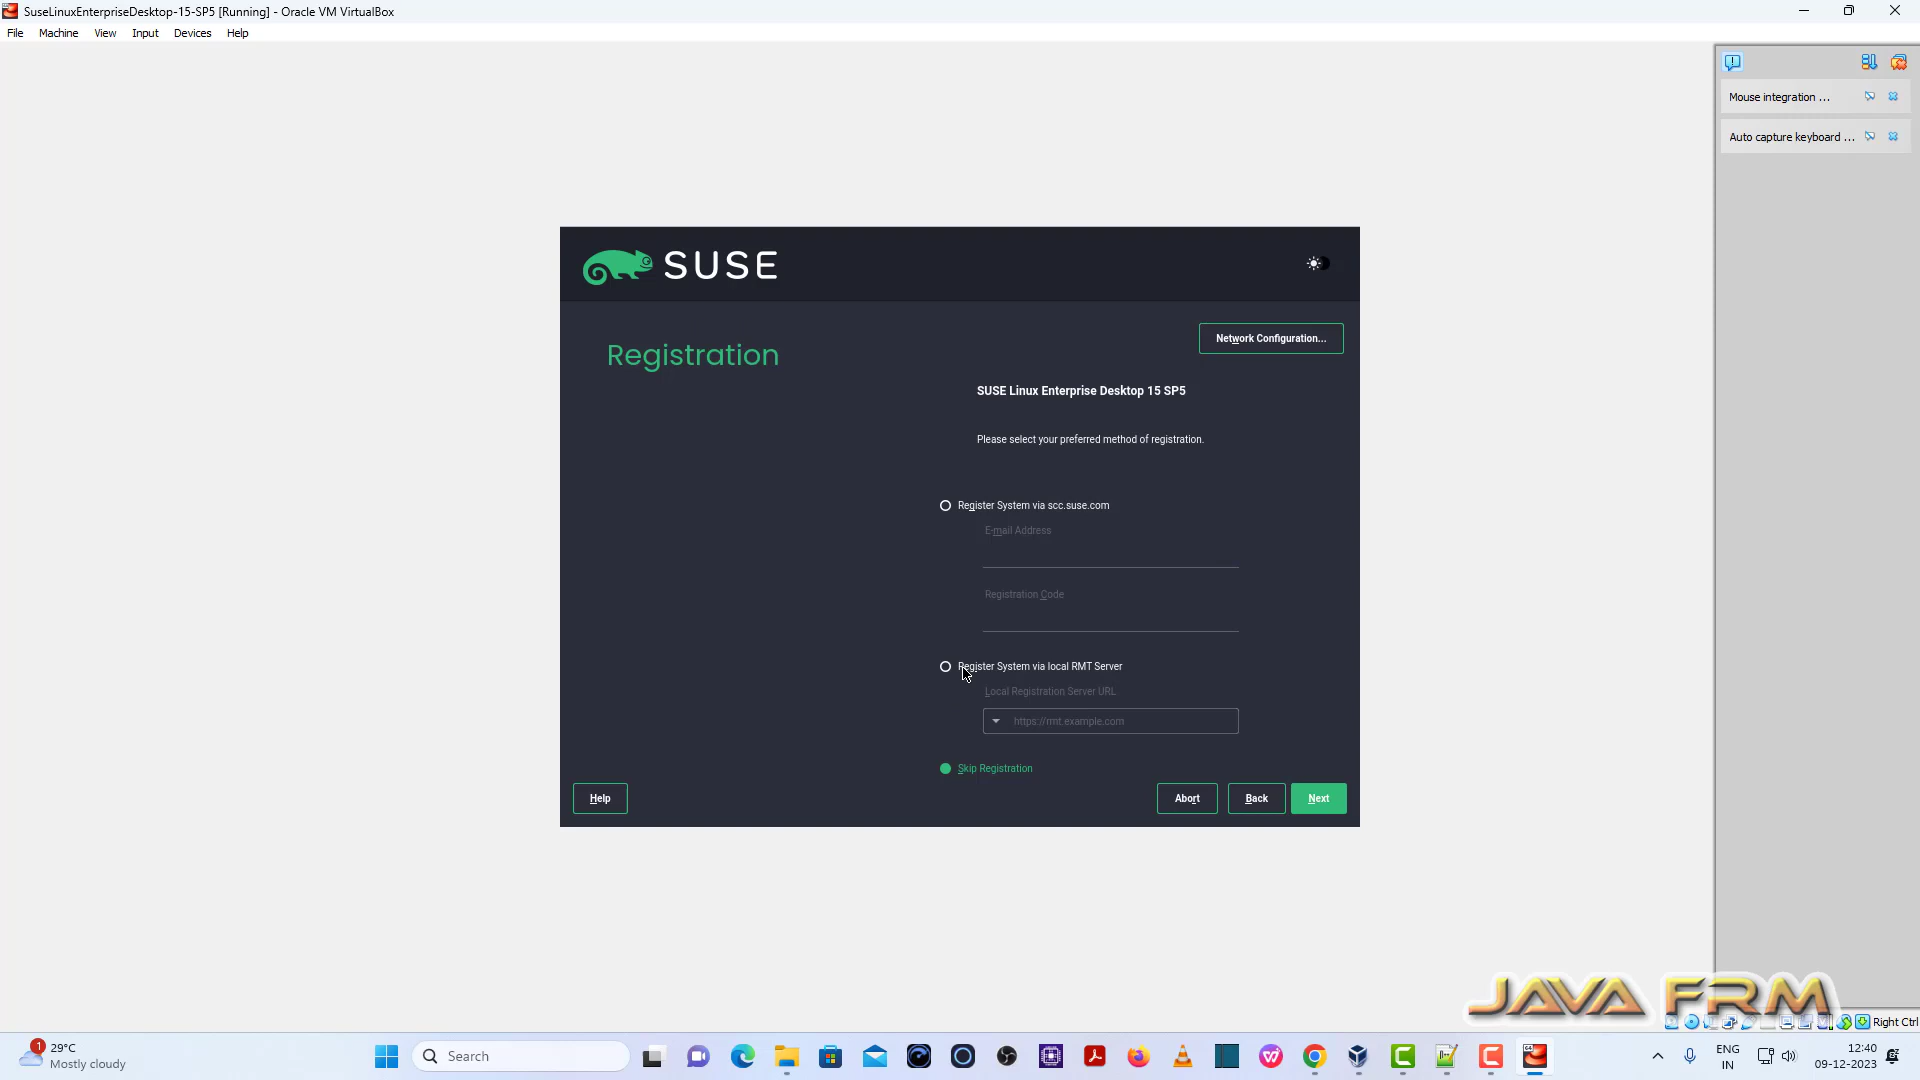 SuseLinuxEnterpriseDesktop-15-SP5 [Running] - Oracle VM VirtualBox
File Machine View Input Devices Help
Mouse integration ...
Auto capture keyboard ...
SUSE
Network Configuration...
Registration
SUSE Linux Enterprise Desktop 15 SP5
Please select your preferred method of registration.
Register System via scc.suse.com
E-mail Address
Registration Code
Register System via local RMT Server
Local Registration Server URL
https://rmt.example.com
Skip Registration
Help Abort Back Next
JAVA FRM
Right Ctrl
1
29°C
Mostly cloudy
Search
ENG
IN
12:40
09-12-2023